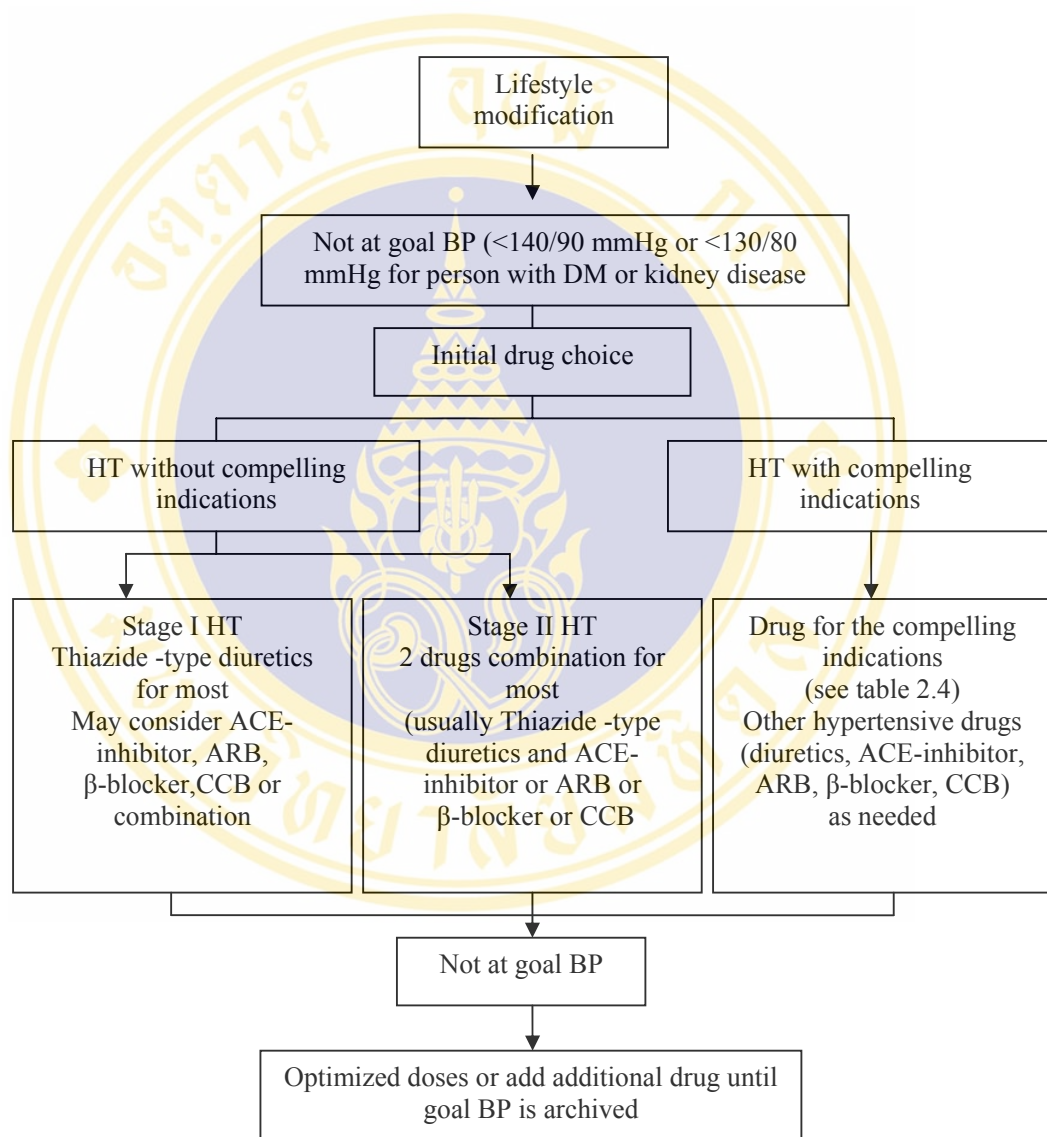 Lifestyle
modification
Not at goal BP (<140/90 mmHg or <130/80
mmHg for person with DM or kidney disease
Initial drug choice
HT without compelling
indications
HT with compelling
indications
Stage I HT
Thiazide -type diuretics
for most
May consider ACE-
inhibitor, ARB,
β-blocker,CCB or
combination
Stage II HT
2 drugs combination for
most
(usually Thiazide -type
diuretics and ACE-
inhibitor or ARB or
β-blocker or CCB
Drug for the compelling
indications
(see table 2.4)
Other hypertensive drugs
(diuretics, ACE-inhibitor,
ARB, β-blocker, CCB)
as needed
Not at goal BP
Optimized doses or add additional drug until
goal BP is archived